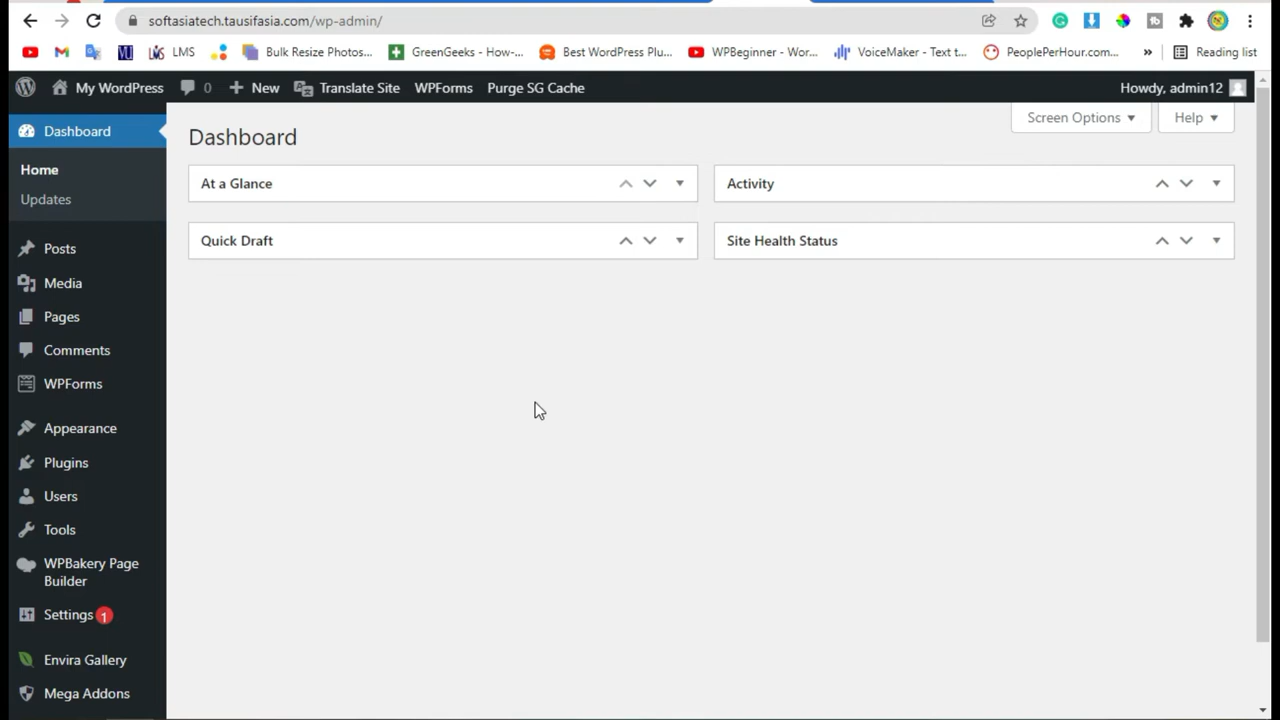 softasiatech.tausifasia.com/wp-admin/
LMS
Bulk Resize Photos...
GreenGeeks - How-...
Best WordPress Plu...
WPBeginner - Wor...
VoiceMaker - Text t...
PeoplePerHour.com...
»
Reading list
My WordPress
0
New
Translate Site
WPForms
Purge SG Cache
Howdy, admin12
Dashboard
Home
Updates
Posts
Media
Pages
Comments
WPForms
Appearance
Plugins
Users
Tools
WPBakery Page
Builder
Settings 1
Envira Gallery
Mega Addons
Dashboard
Screen Options
Help
At a Glance
Activity
Quick Draft
Site Health Status